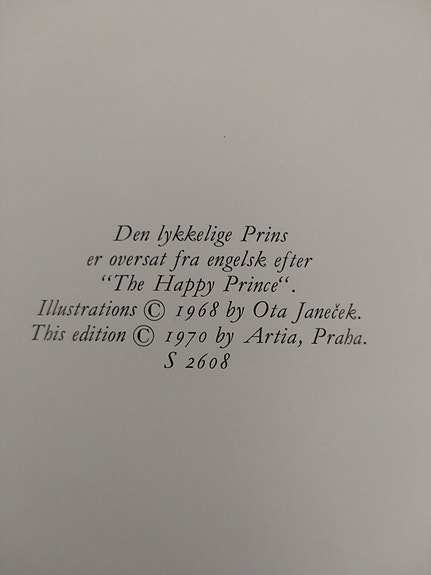 Den lykkelige Prins
er oversat fra engelsk efter
“The Happy Prince“.
Illustrations © 1968 by Ota Janeček.
This edition © 1970 by Artia, Praha.
S 2608